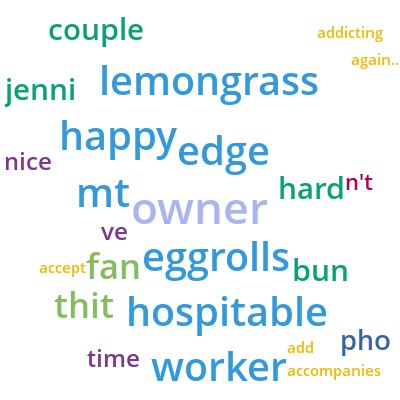 couple
addicting
again..
jenni
lemongrass
happy
edge
nice
mt
owner
hard
n't
ve
fan
eggrolls
bun
accept
thit
hospitable
pho
time
worker
add
accompanies